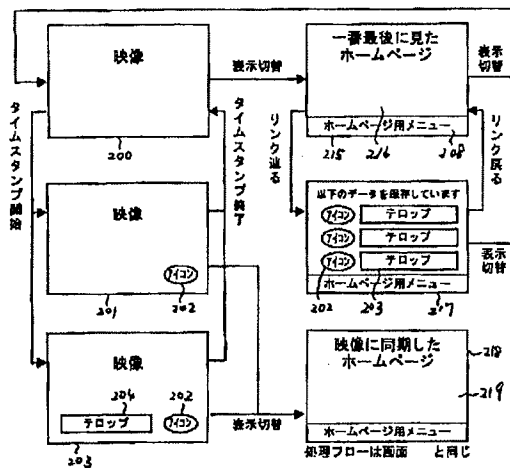 映像
200
表示切替
一番最後に見た
ホームページ
ホームページ用メニュー
215
216
208
表示
切替
タイムスタンプ開始
タイムスタンプ終了
リンク辿る
リンク戻る
映像
アイコン
201
202
以下のデータを保存しています
アイコン
テロップ
アイコン
テロップ
アイコン
テロップ
ホームページ用メニュー
202
203
217
表示
切替
映像
204
テロップ
202
アイコン
203
表示切替
映像に同期した
ホームページ
ホームページ用メニュー
218
219
処理フローは画面 と同じ